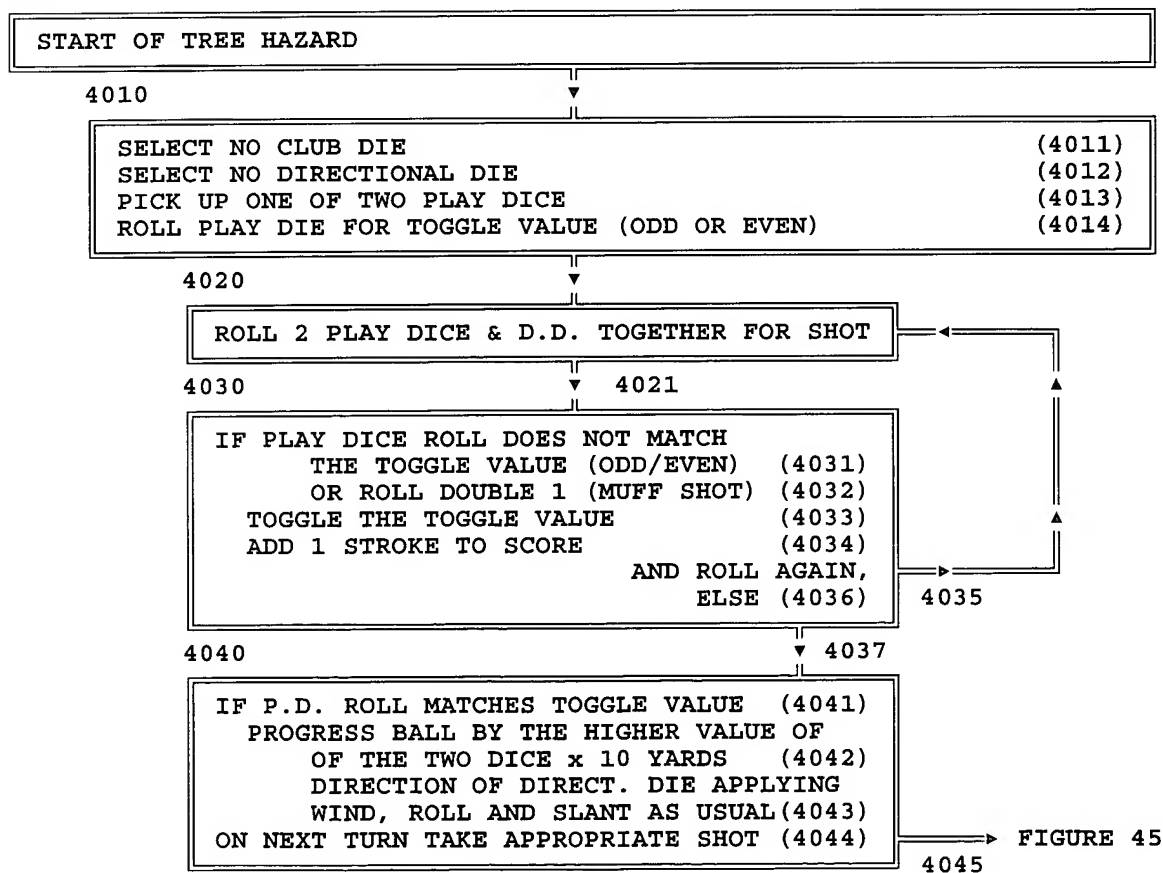 START OF TREE HAZARD
4010
SELECT NO CLUB DIE (4011)
SELECT NO DIRECTIONAL DIE (4012)
PICK UP ONE OF TWO PLAY DICE (4013)
ROLL PLAY DIE FOR TOGGLE VALUE (ODD OR EVEN) (4014)
4020
ROLL 2 PLAY DICE & D.D. TOGETHER FOR SHOT
4030 4021
IF PLAY DICE ROLL DOES NOT MATCH
THE TOGGLE VALUE (ODD/EVEN) (4031)
OR ROLL DOUBLE 1 (MUFF SHOT) (4032)
TOGGLE THE TOGGLE VALUE (4033)
ADD 1 STROKE TO SCORE (4034)
AND ROLL AGAIN,
ELSE (4036) 4035
4040 4037
IF P.D. ROLL MATCHES TOGGLE VALUE (4041)
PROGRESS BALL BY THE HIGHER VALUE OF
OF THE TWO DICE x 10 YARDS (4042)
DIRECTION OF DIRECT. DIE APPLYING
WIND, ROLL AND SLANT AS USUAL(4043)
ON NEXT TURN TAKE APPROPRIATE SHOT (4044) FIGURE 45
4045